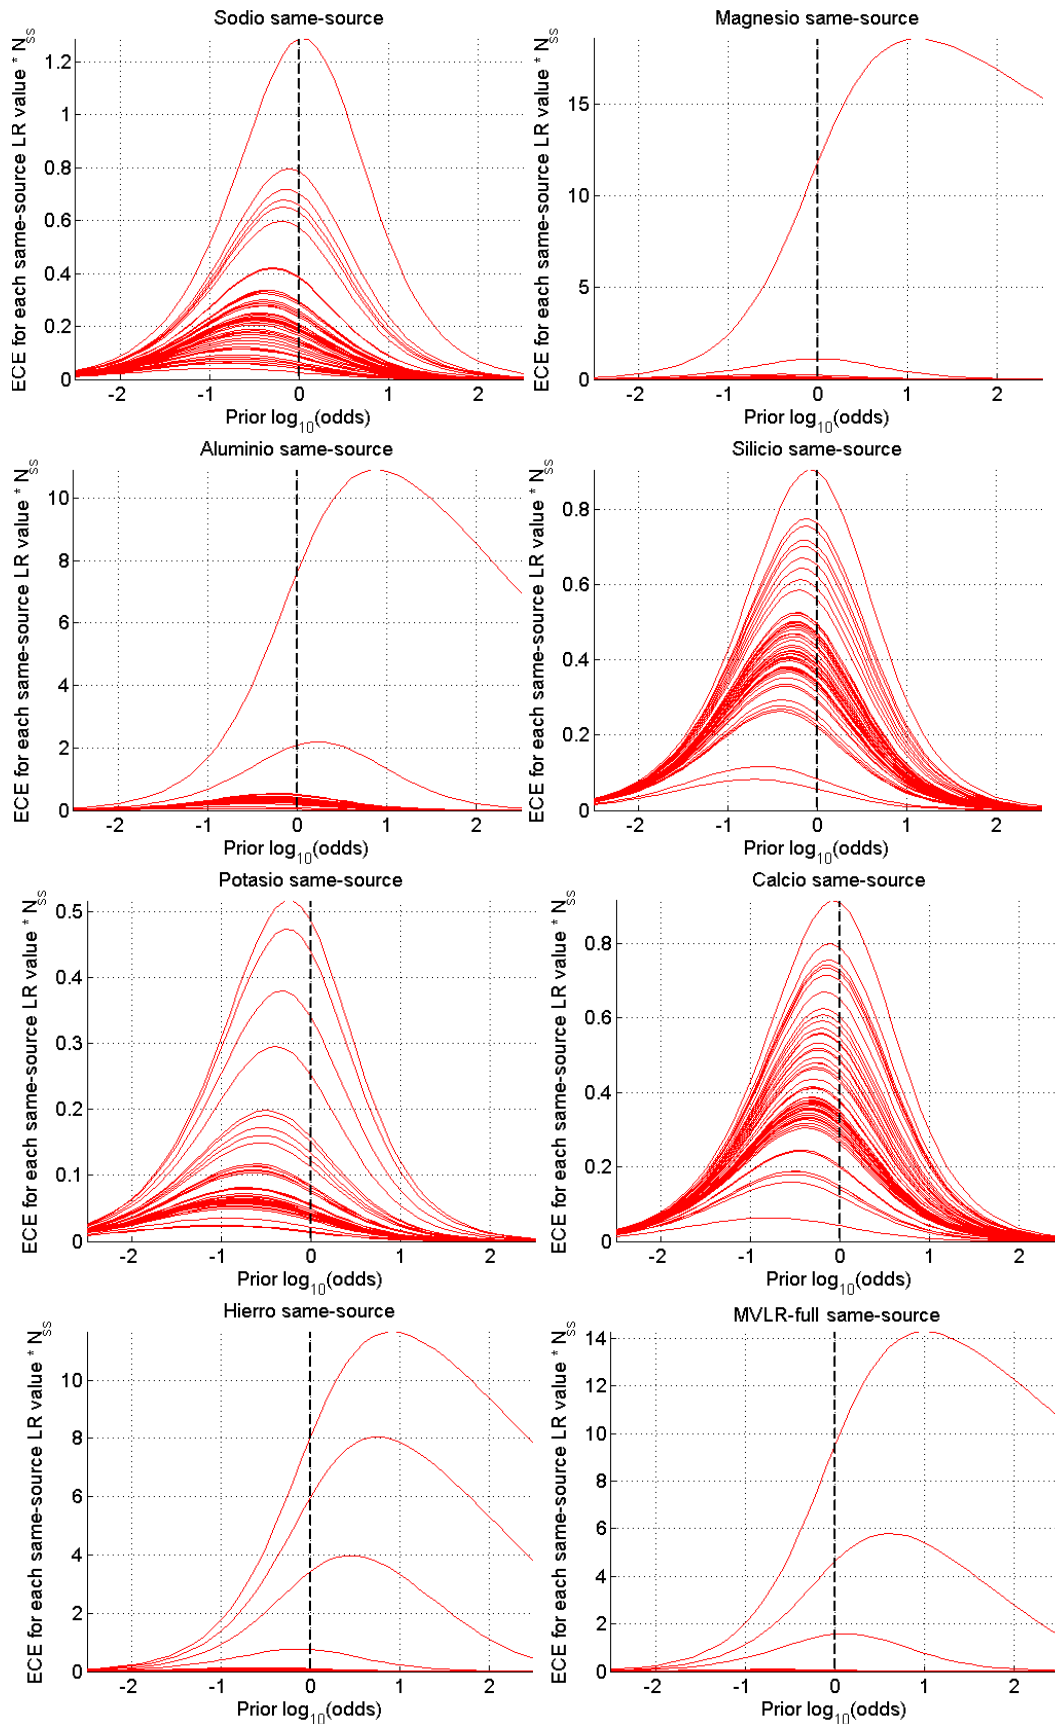 Sodio same-source
ECE for each same-source LR value * N_ss
1.2
1
0.8
0.6
0.4
0.2
0
-2 -1 0 1 2
Prior log_10(odds)
Magnesio same-source
ECE for each same-source LR value * N_ss
15
10
5
0
-2 -1 0 1 2
Prior log_10(odds)
Aluminio same-source
ECE for each same-source LR value * N_ss
10
8
6
4
2
0
-2 -1 0 1 2
Prior log_10(odds)
Silicio same-source
ECE for each same-source LR value * N_ss
0.8
0.6
0.4
0.2
0
-2 -1 0 1 2
Prior log_10(odds)
Potasio same-source
ECE for each same-source LR value * N_ss
0.5
0.4
0.3
0.2
0.1
0
-2 -1 0 1 2
Prior log_10(odds)
Calcio same-source
ECE for each same-source LR value * N_ss
0.8
0.6
0.4
0.2
0
-2 -1 0 1 2
Prior log_10(odds)
Hierro same-source
ECE for each same-source LR value * N_ss
10
8
6
4
2
0
-2 -1 0 1 2
Prior log_10(odds)
MVLR-full same-source
ECE for each same-source LR value * N_ss
14
12
10
8
6
4
2
0
-2 -1 0 1 2
Prior log_10(odds)